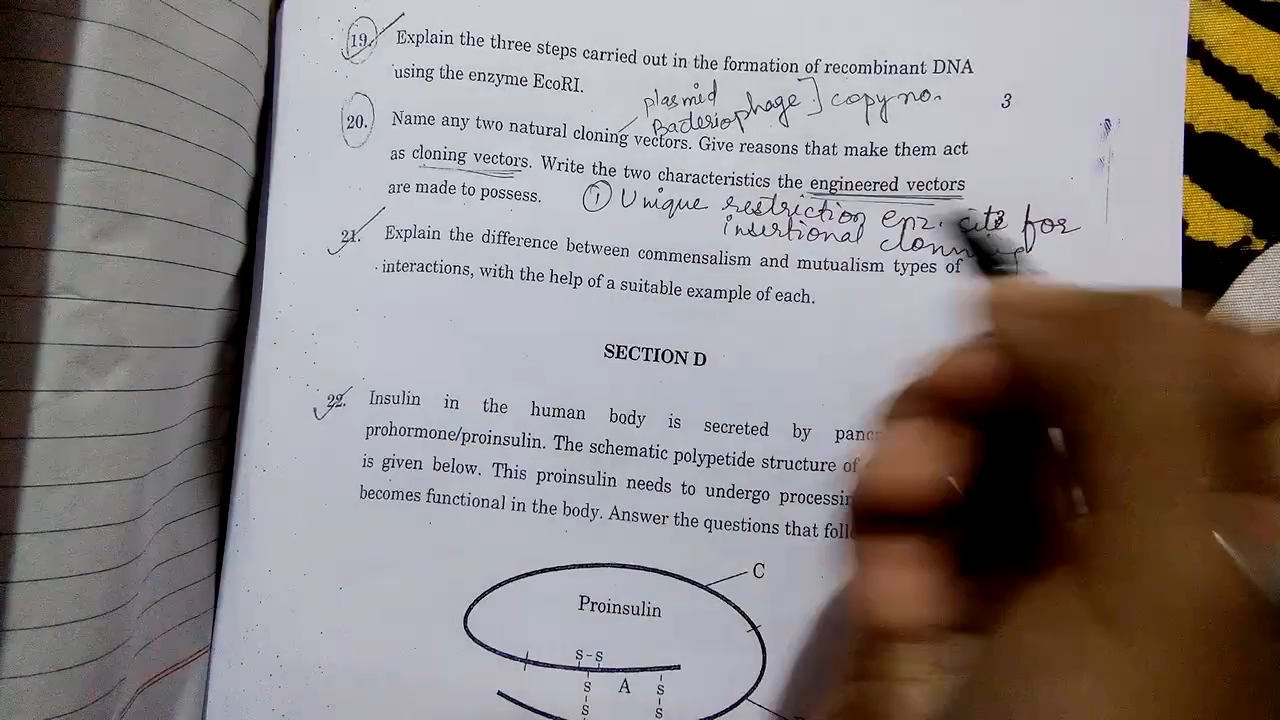 19. Explain the three steps carried out in the formation of recombinant DNA
using the enzyme EcoRI.
plasmid
Bacteriophage ] copy no.
3
20. Name any two natural cloning vectors. Give reasons that make them act
as cloning vectors. Write the two characteristics the engineered vectors
are made to possess.
① Unique restriction enz. site for
insertional
21. Explain the difference between commensalism and mutualism types of
interactions, with the help of a suitable example of each.
SECTION D
22. Insulin in the human body is secreted by panc
prohormone/proinsulin. The schematic polypetide structure of
is given below. This proinsulin needs to undergo processin
becomes functional in the body. Answer the questions that foll
C
Proinsulin
S-S
S A S
S S